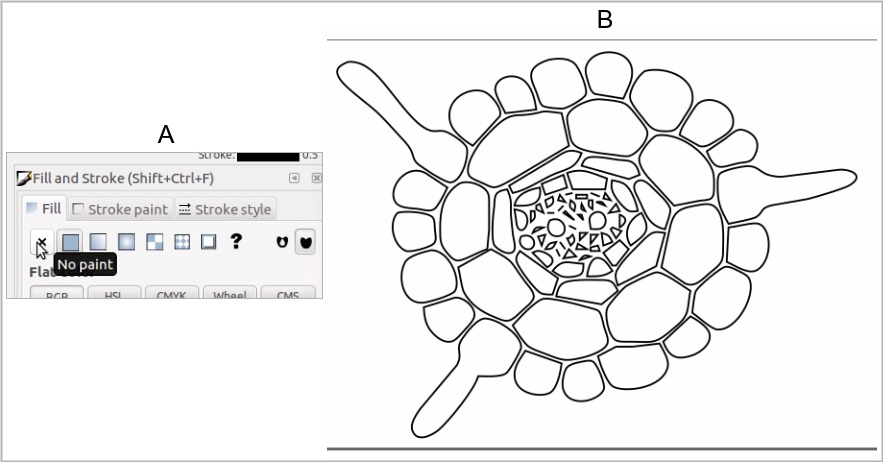 A
B
Stroke: 0.5
Fill and Stroke (Shift+Ctrl+F)
Fill Stroke paint Stroke style
?
No paint
Flat color
RGB HSL CMYK Wheel CMS